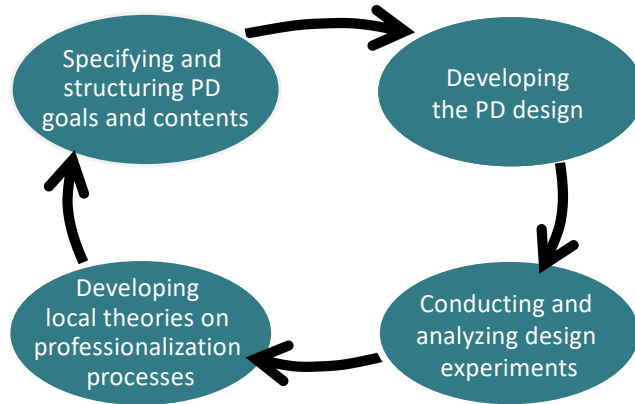 Specifying and
structuring PD
goals and contents
Developing
the PD design
Conducting and
analyzing design
experiments
Developing
local theories on
professionalization
processes